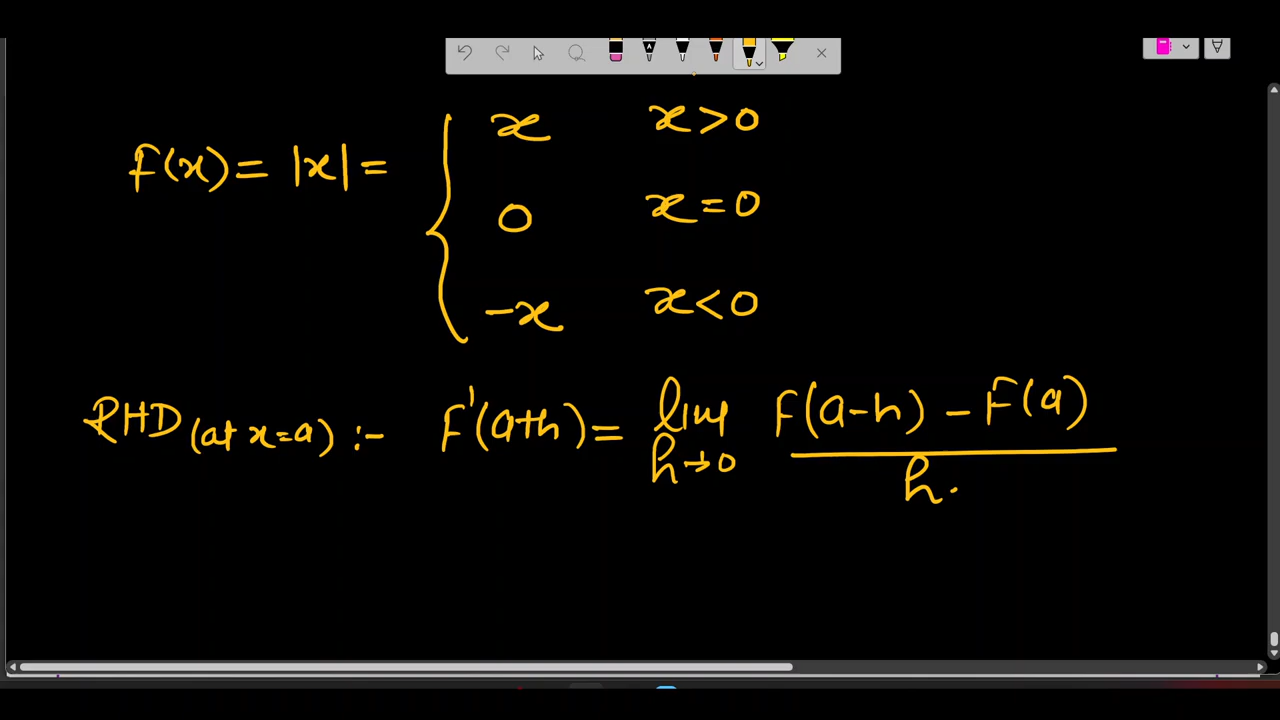 x x>0
F(x)= |x|=
0 x=0
-x x<0
RHD (at x=a) :- F'(a+h)= lim h→0 F(a-h) - F(a)
h.